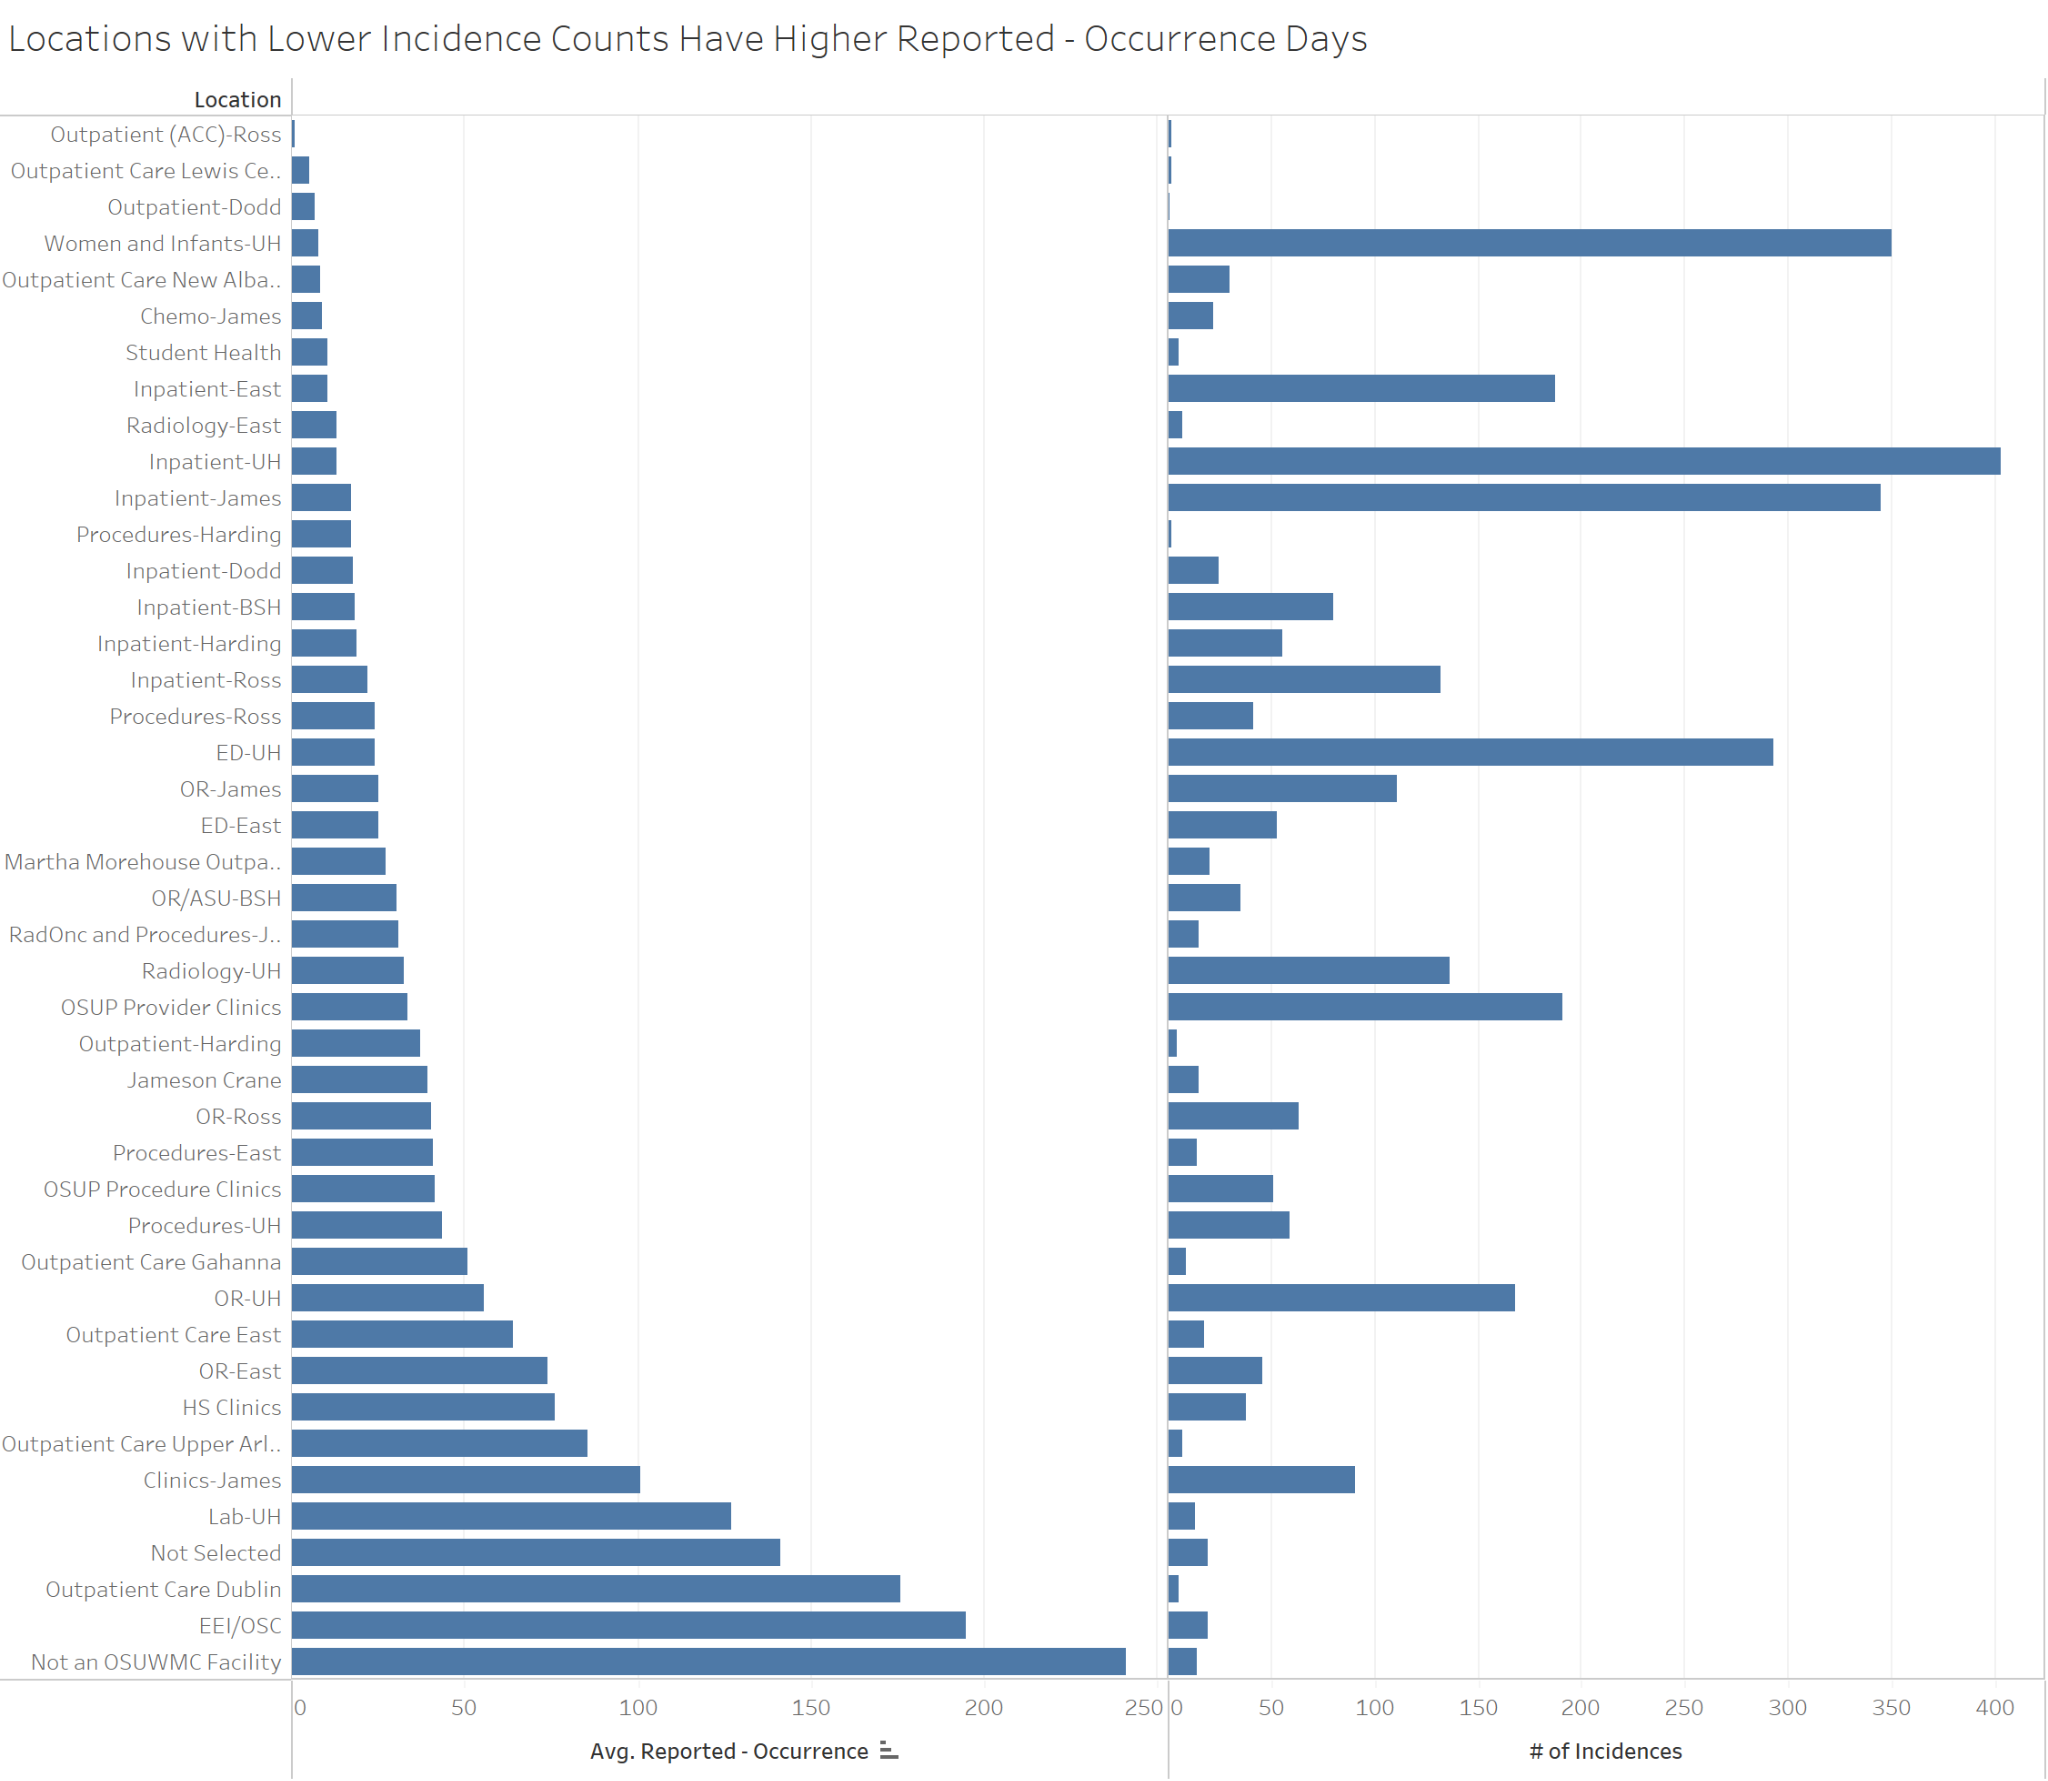 Locations with Lower Incidence Counts Have Higher Reported - Occurrence Days
Location
Outpatient (ACC)-Ross
Outpatient Care Lewis Ce..
Outpatient-Dodd
Women and Infants-UH
Outpatient Care New Alba..
Chemo-James
Student Health
Inpatient-East
Radiology-East
Inpatient-UH
Inpatient-James
Procedures-Harding
Inpatient-Dodd
Inpatient-BSH
Inpatient-Harding
Inpatient-Ross
Procedures-Ross
ED-UH
OR-James
ED-East
Martha Morehouse Outpa..
OR/ASU-BSH
RadOnc and Procedures-J..
Radiology-UH
OSUP Provider Clinics
Outpatient-Harding
Jameson Crane
OR-Ross
Procedures-East
OSUP Procedure Clinics
Procedures-UH
Outpatient Care Gahanna
OR-UH
Outpatient Care East
OR-East
HS Clinics
Outpatient Care Upper Arl..
Clinics-James
Lab-UH
Not Selected
Outpatient Care Dublin
EEI/OSC
Not an OSUWMC Facility
0 50 100 150 200 250 0 50 100 150 200 250 300 350 400
Avg. Reported - Occurrence # of Incidences